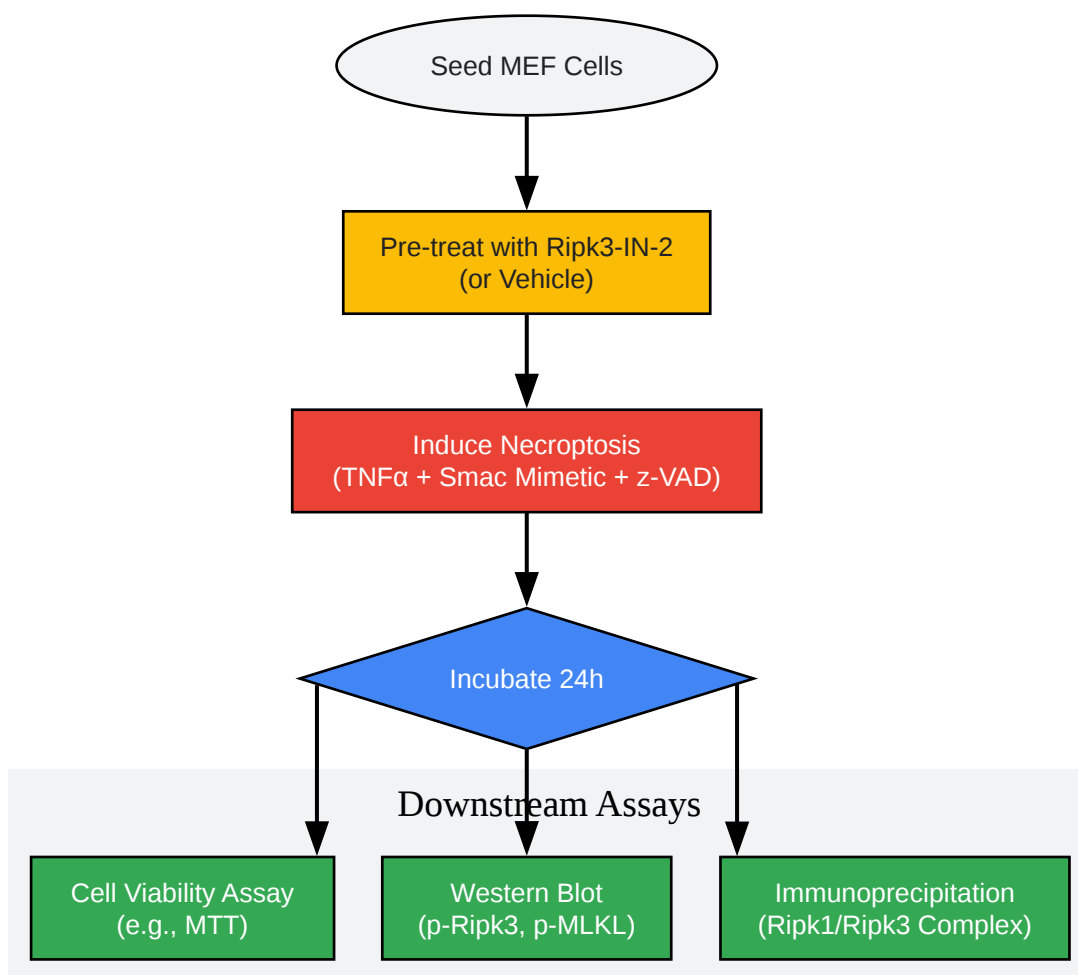 Seed MEF Cells
Pre-treat with Ripk3-IN-2
(or Vehicle)
Induce Necroptosis
(TNFα + Smac Mimetic + z-VAD)
Incubate 24h
Downstream Assays
Cell Viability Assay
(e.g., MTT)
Western Blot
(p-Ripk3, p-MLKL)
Immunoprecipitation
(Ripk1/Ripk3 Complex)